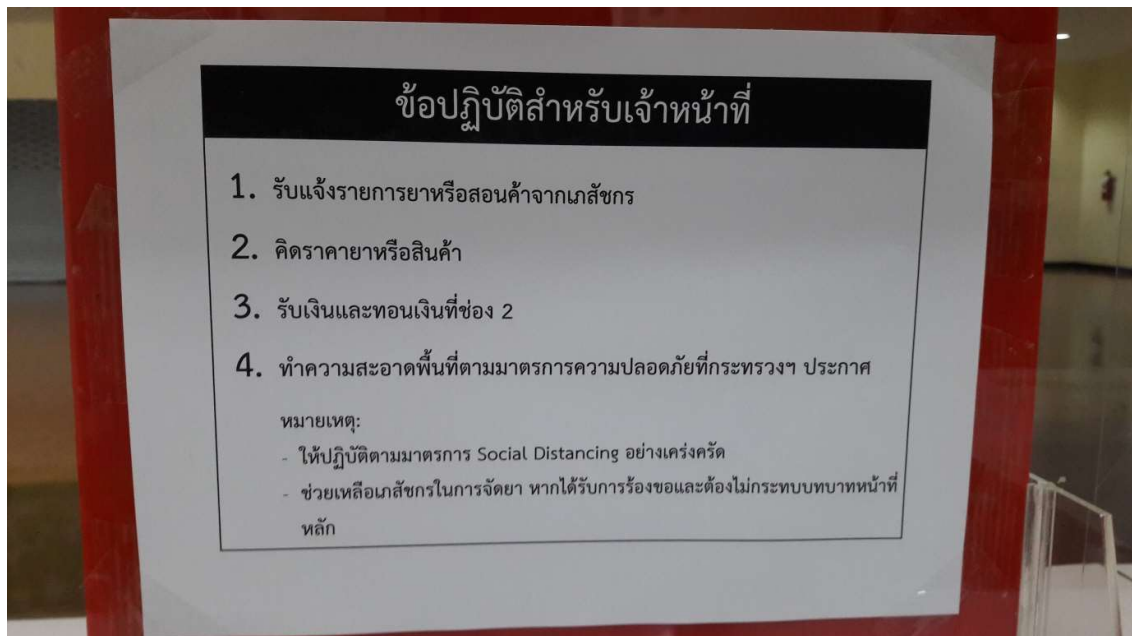 ข้อปฏิบัติสำหรับเจ้าหน้าที่
1. รับแจ้งรายการยาหรือสอนค้าจากเภสัชกร
2. คิดราคายาหรือสินค้า
3. รับเงินและทอนเงินที่ช่อง 2
4. ทำความสะอาดพื้นที่ตามมาตรการความปลอดภัยที่กระทรวงฯ ประกาศ
หมายเหตุ:
- ให้ปฏิบัติตามมาตรการ Social Distancing อย่างเคร่งครัด
- ช่วยเหลือเภสัชกรในการจัดยา หากได้รับการร้องขอและต้องไม่กระทบบทบาทหน้าที่
หลัก